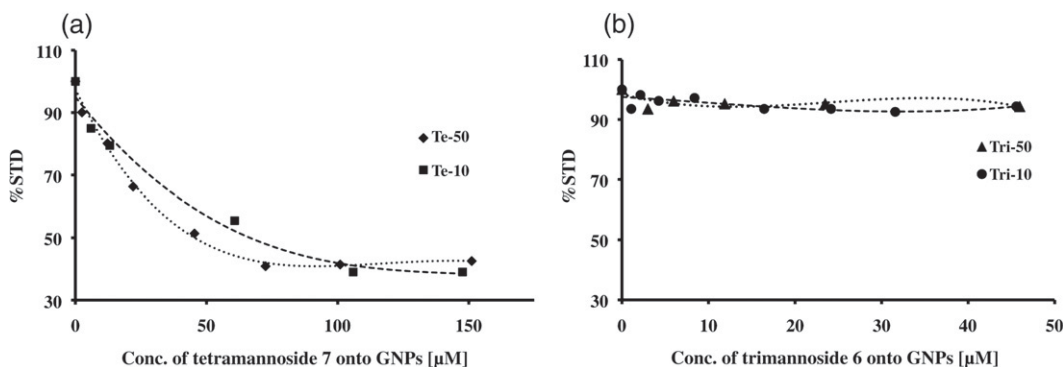 (a)
110
90
70
50
30
%STD
Te-50
Te-10
0
50
100
150
Conc. of tetramannoside 7 onto GNPs [µM]
(b)
110
90
70
50
30
%STD
Tri-50
Tri-10
0
10
20
30
40
50
Conc. of trimannoside 6 onto GNPs [µM]